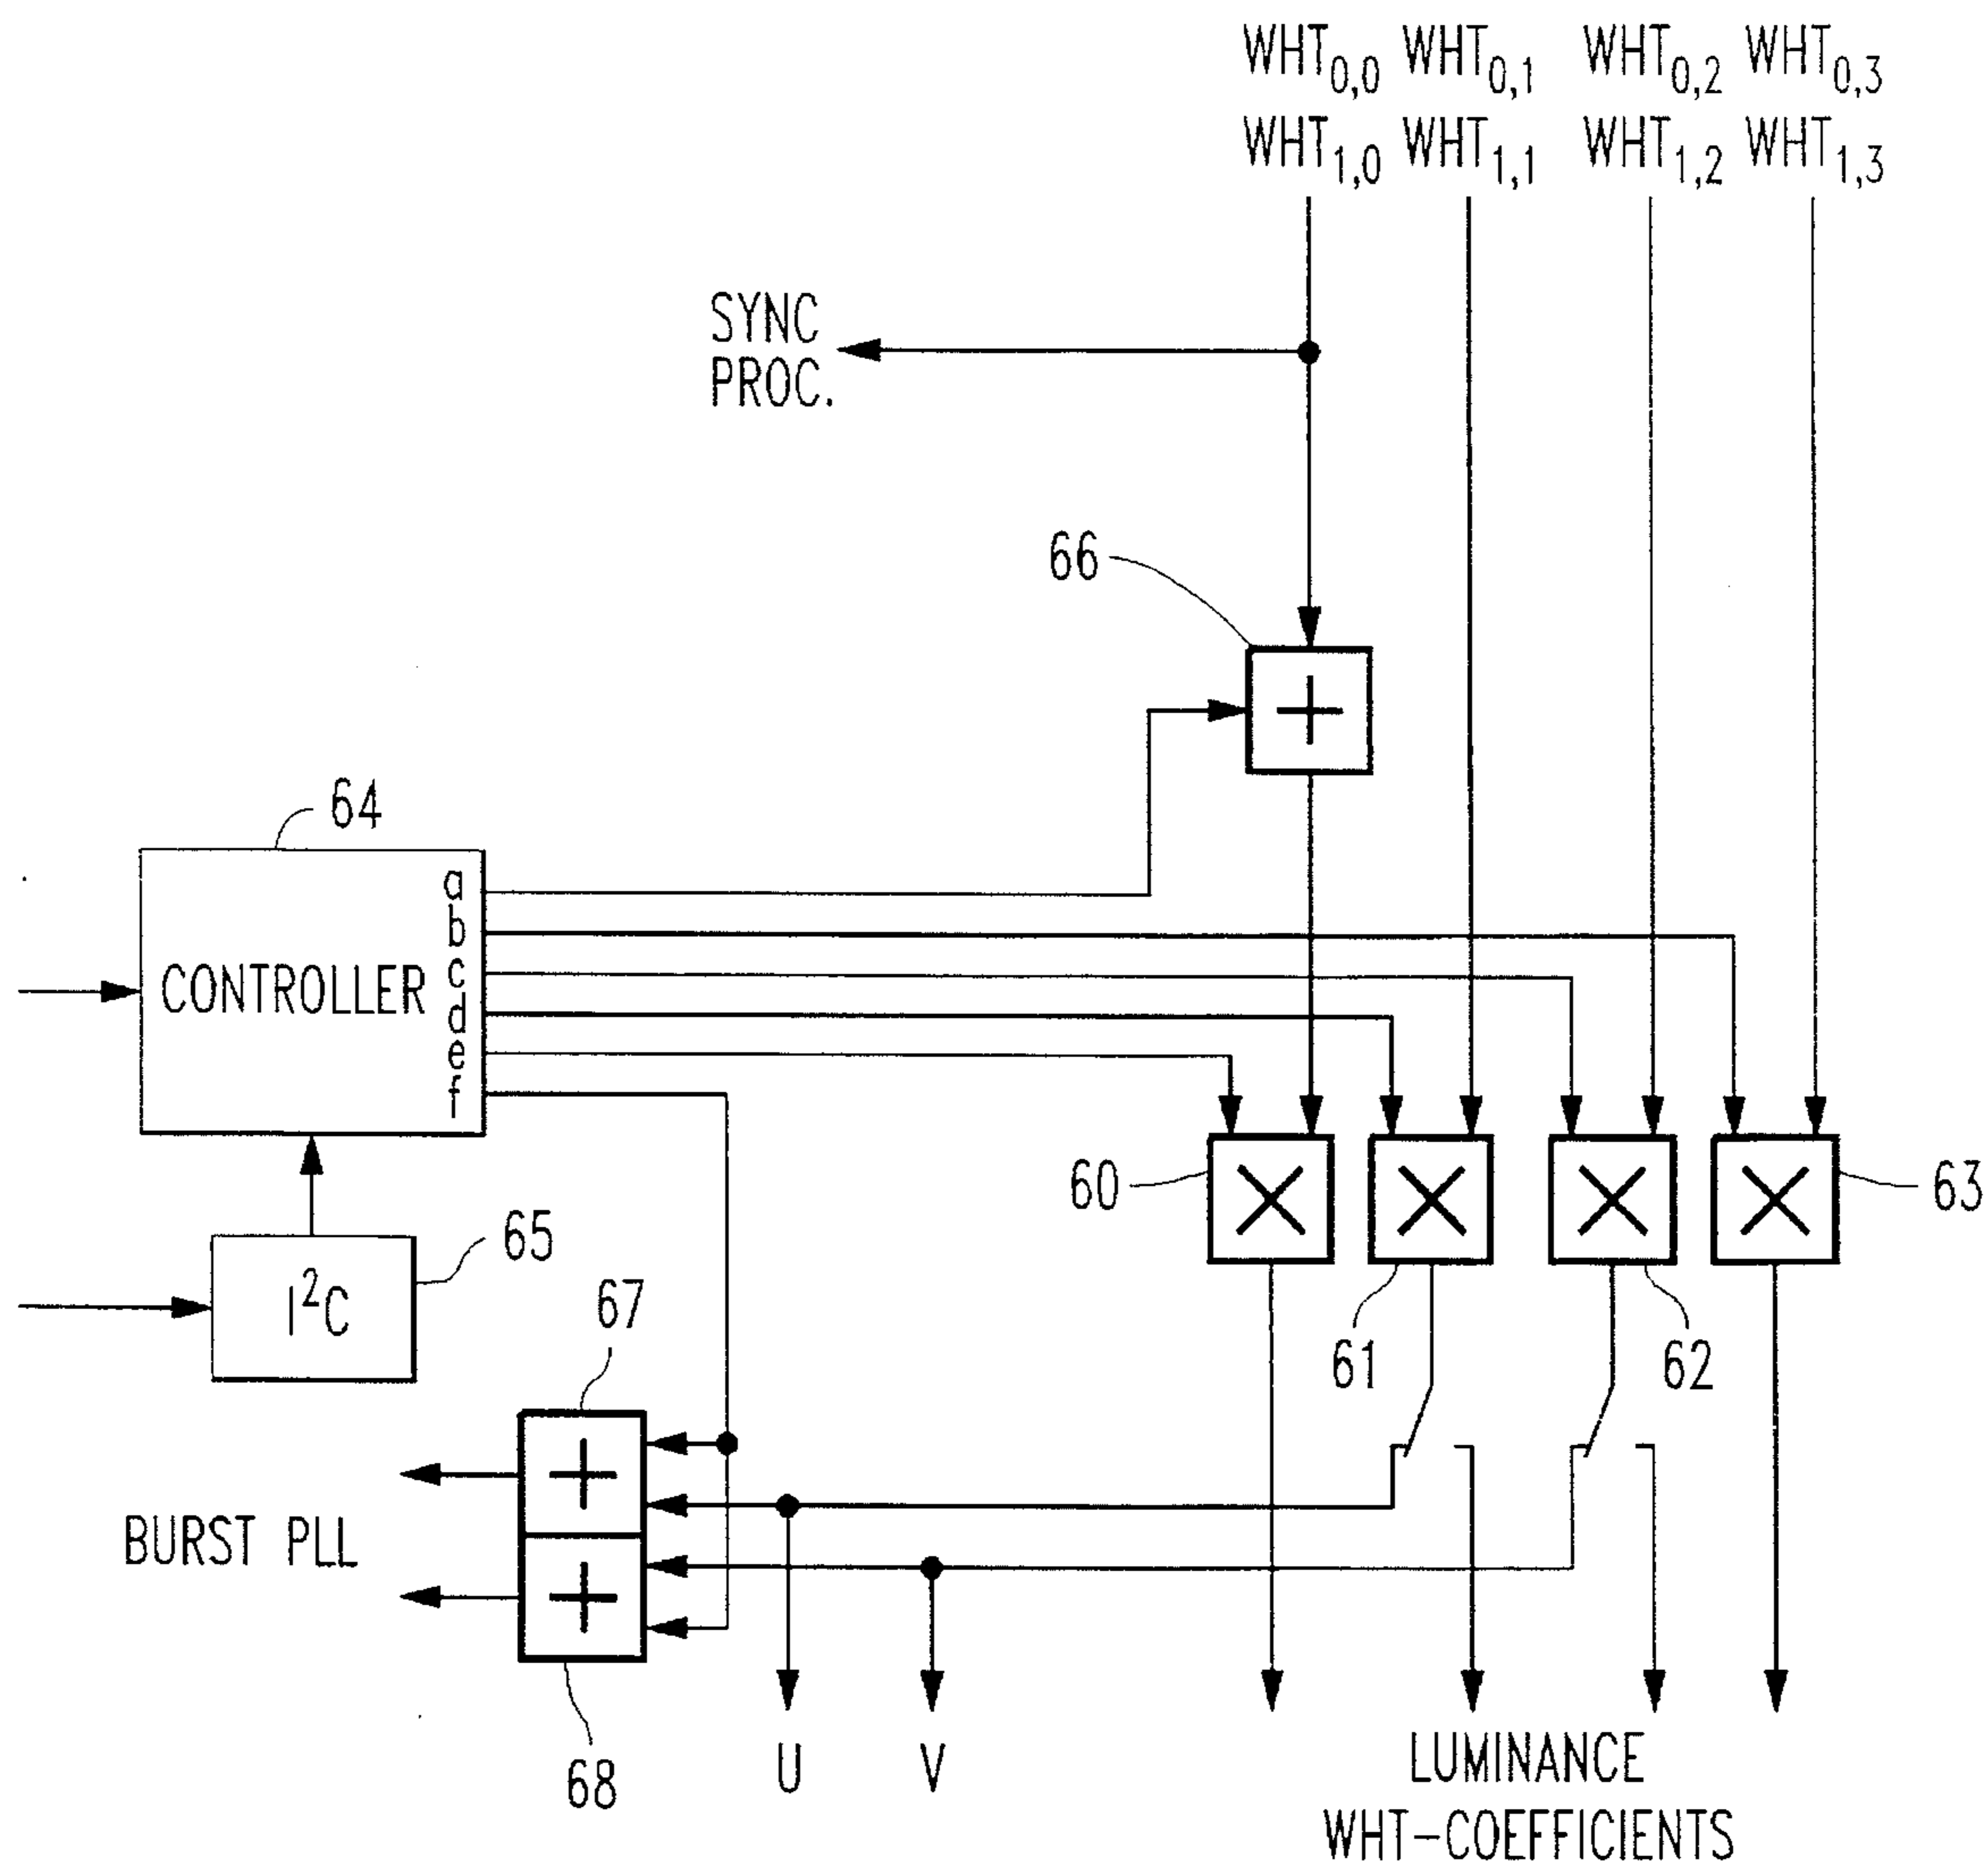 WHT0,0 WHT0,1 WHT0,2 WHT0,3
WHT1,0 WHT1,1 WHT1,2 WHT1,3
SYNC
PROC.
66
64
a
b
CONTROLLER
c
d
e
f
60
63
65
I²C
67
61
62
BURST PLL
68
U
V
LUMINANCE
WHT-COEFFICIENTS